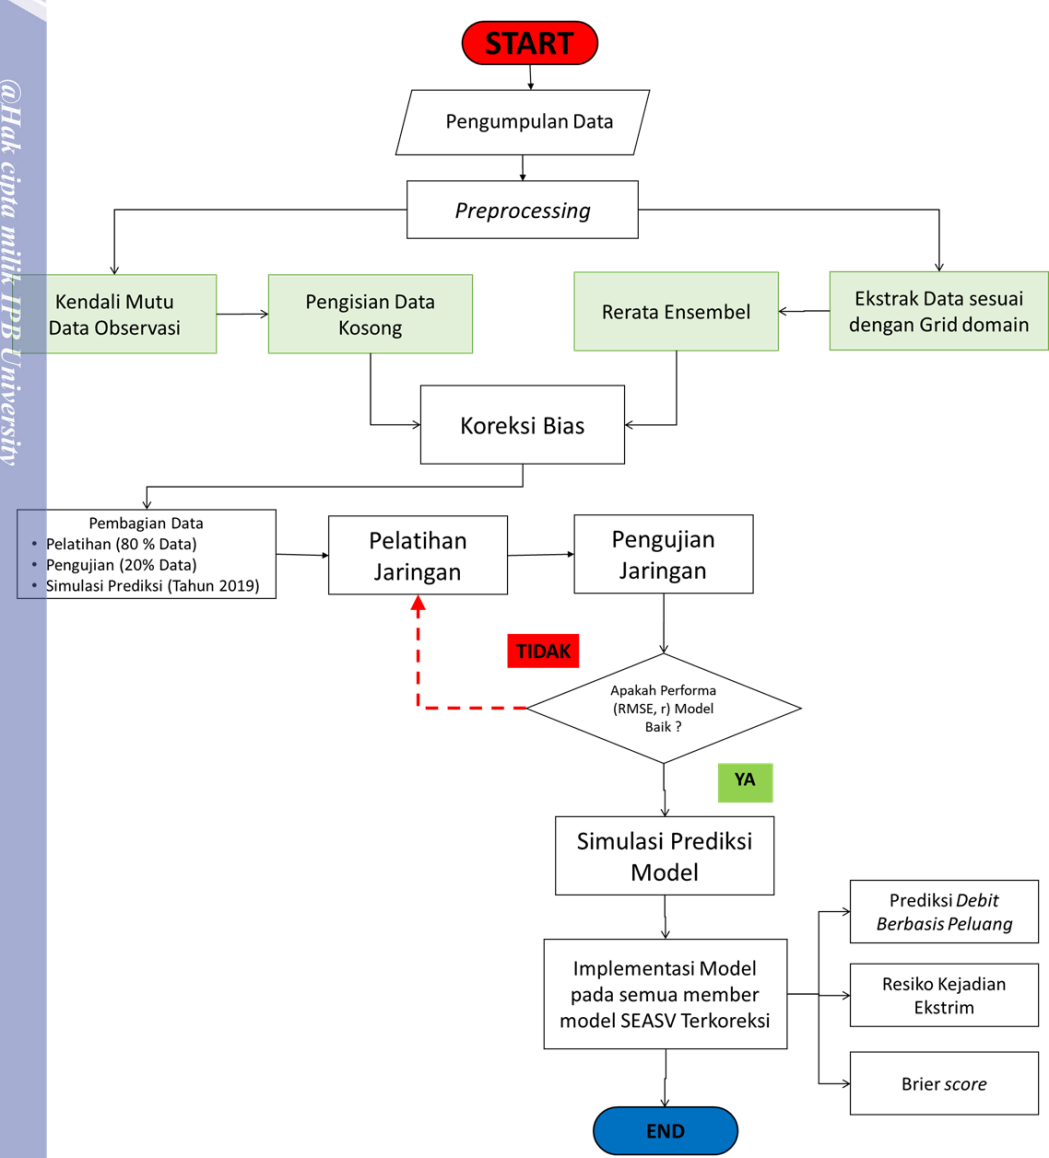 @Hak cipta milik IPB University
START
Pengumpulan Data
Preprocessing
Kendali Mutu
Data Observasi
Pengisian Data
Kosong
Rerata Ensembel
Ekstrak Data sesuai
dengan Grid domain
Koreksi Bias
Pembagian Data
• Pelatihan (80 % Data)
• Pengujian (20% Data)
• Simulasi Prediksi (Tahun 2019)
Pelatihan
Jaringan
Pengujian
Jaringan
TIDAK
Apakah Performa
(RMSE, r) Model
Baik ?
YA
Simulasi Prediksi
Model
Implementasi Model
pada semua member
model SEASV Terkoreksi
Prediksi Debit
Berbasis Peluang
Resiko Kejadian
Ekstrim
Brier score
END